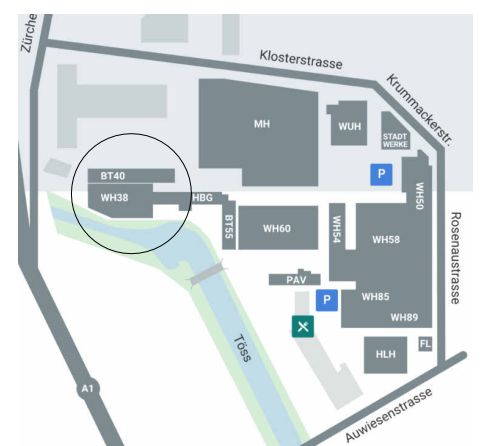 Zürche
Klosterstrasse
Krummackerstr.
MH
WUH
STADT
WERKE
P
BT40
WH38
HBG
WH50
BT55
WH60
WH54
WH58
Rosenaustrasse
PAV
P
WH85
WH89
Töss
HLH
FL
A1
Auwiesenstrasse